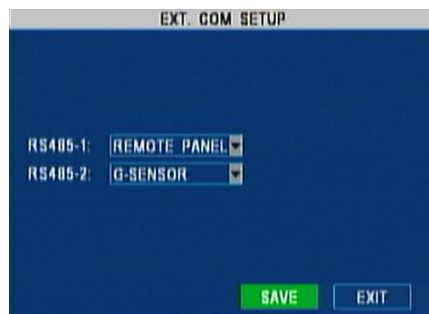 EXT. COM SETUP
RS485-1: REMOTE PANEL
RS485-2: G-SENSOR
SAVE EXIT